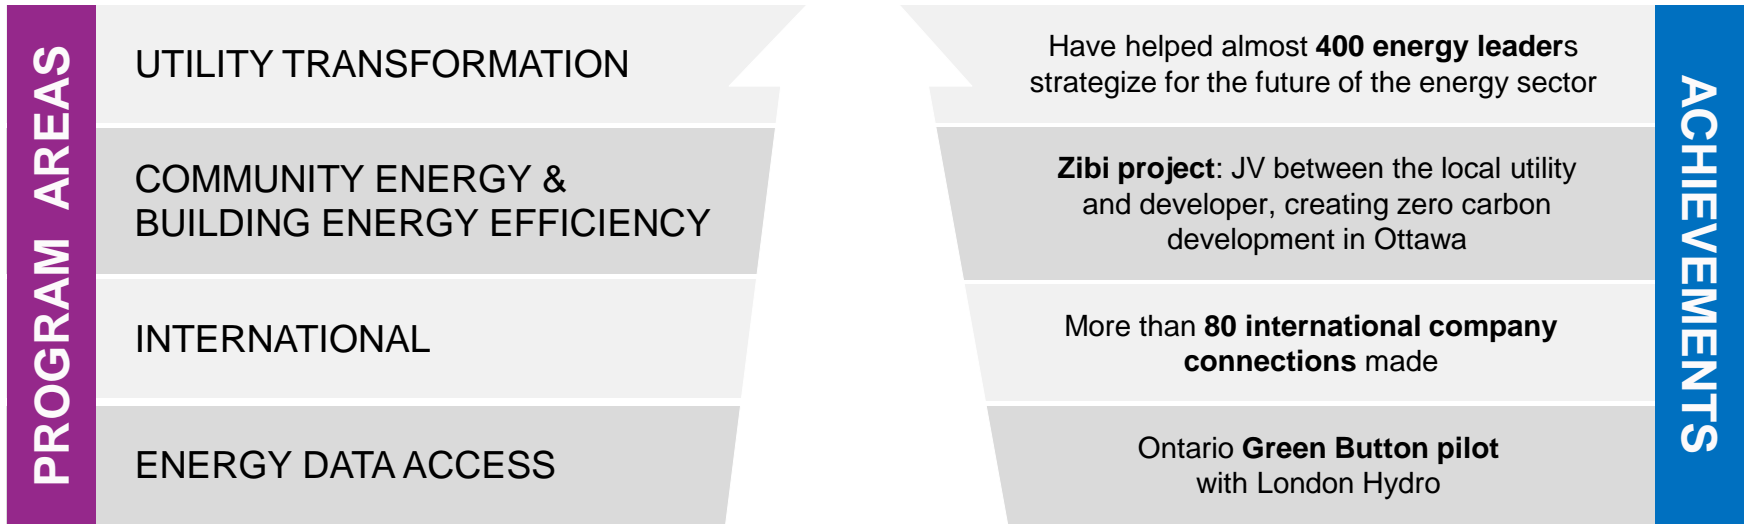 PROGRAM AREAS
UTILITY TRANSFORMATION
COMMUNITY ENERGY &
BUILDING ENERGY EFFICIENCY
INTERNATIONAL
ENERGY DATA ACCESS
Have helped almost 400 energy leaders
strategize for the future of the energy sector
Zibi project: JV between the local utility
and developer, creating zero carbon
development in Ottawa
More than 80 international company
connections made
Ontario Green Button pilot
with London Hydro
ACHIEVEMENTS